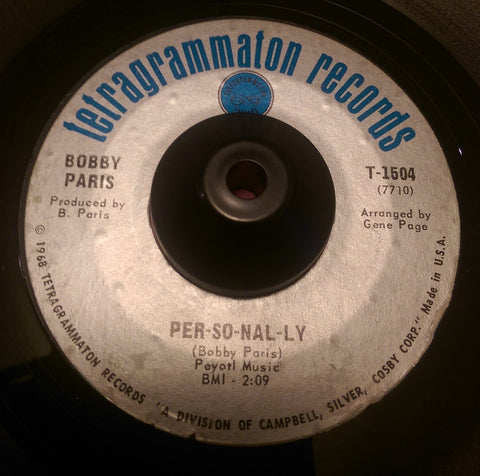 tetragrammaton records
BOBBY
PARIS
Produced by
B. Paris
T-1504
(7710)
Arranged by
Gene Page
PER-SO-NAL-LY
(Bobby Paris)
Peyotl Music
BMI - 2:09
© 1968 TETRAGRAMMATON RECORDS "A DIVISION OF CAMPBELL, SILVER, COSBY CORP." Made in U.S.A.